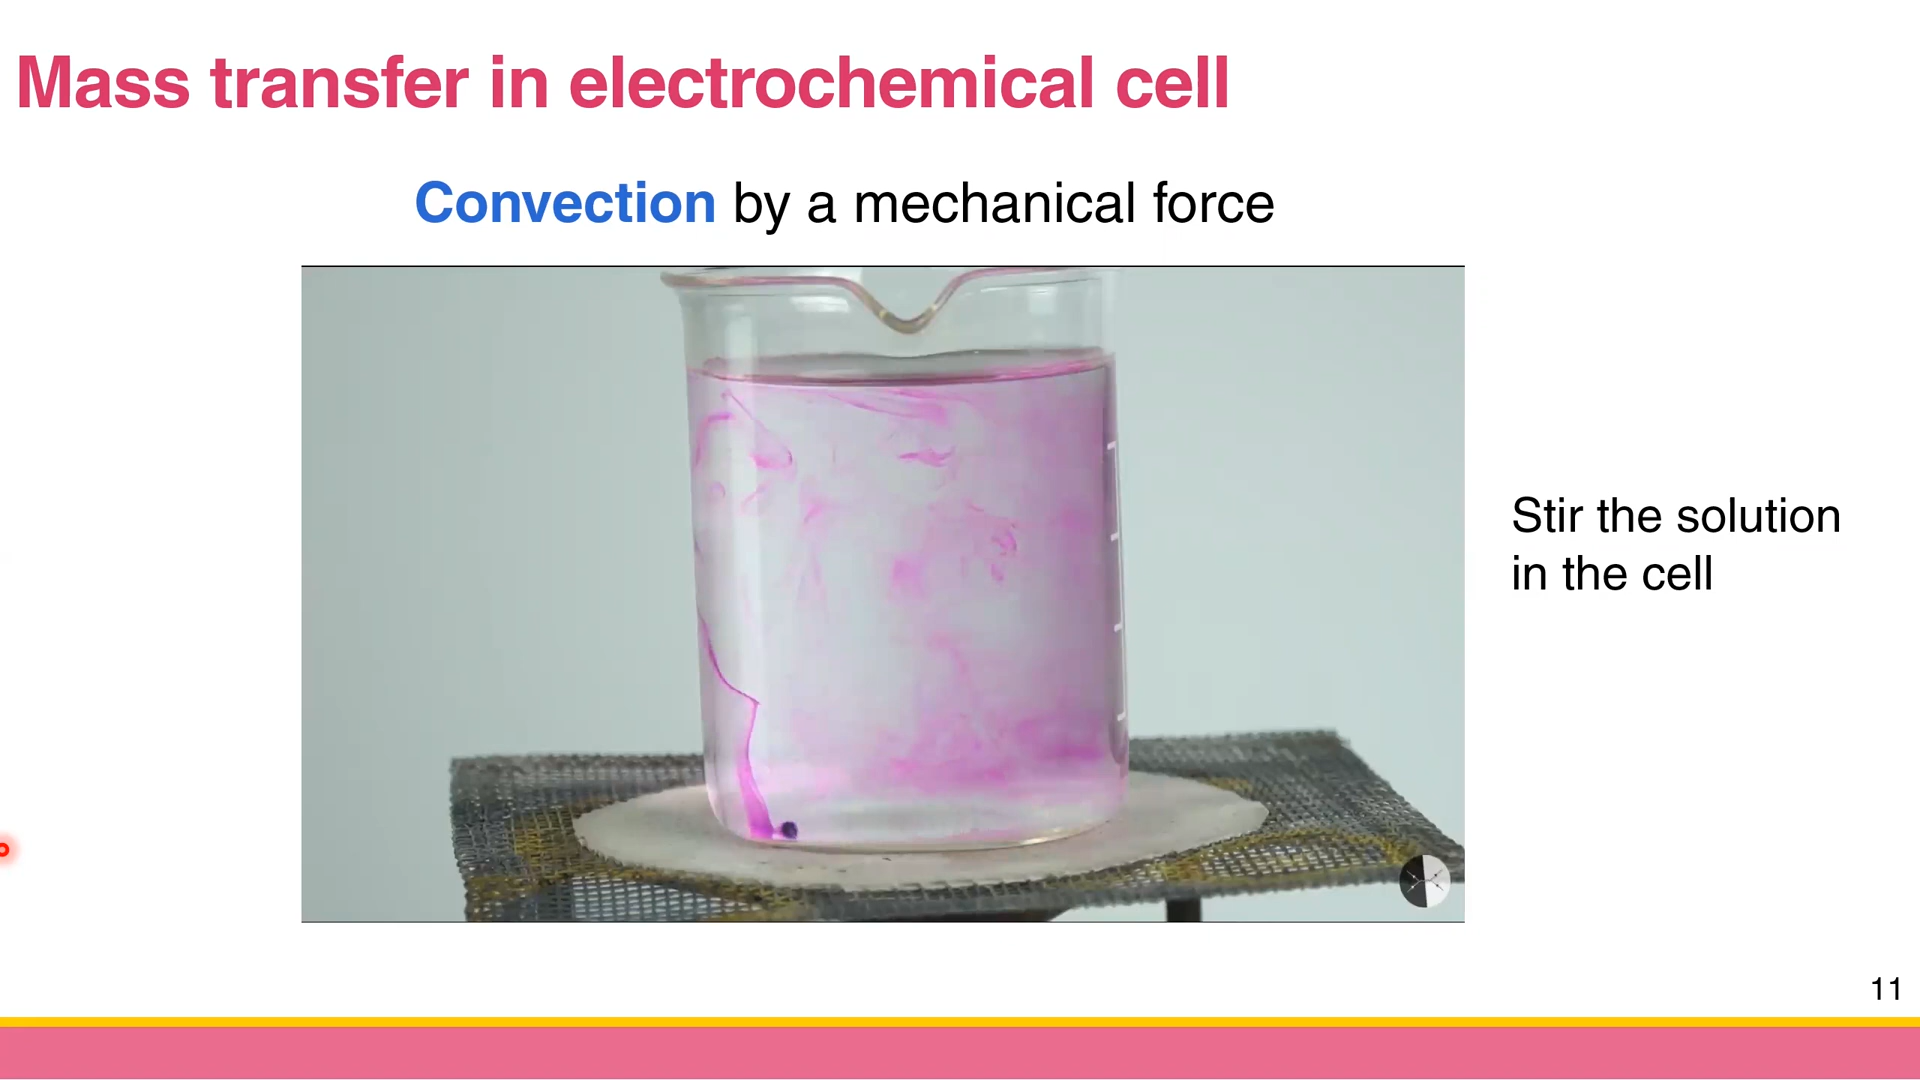 Mass transfer in electrochemical cell
Convection by a mechanical force
Stir the solution
in the cell
11